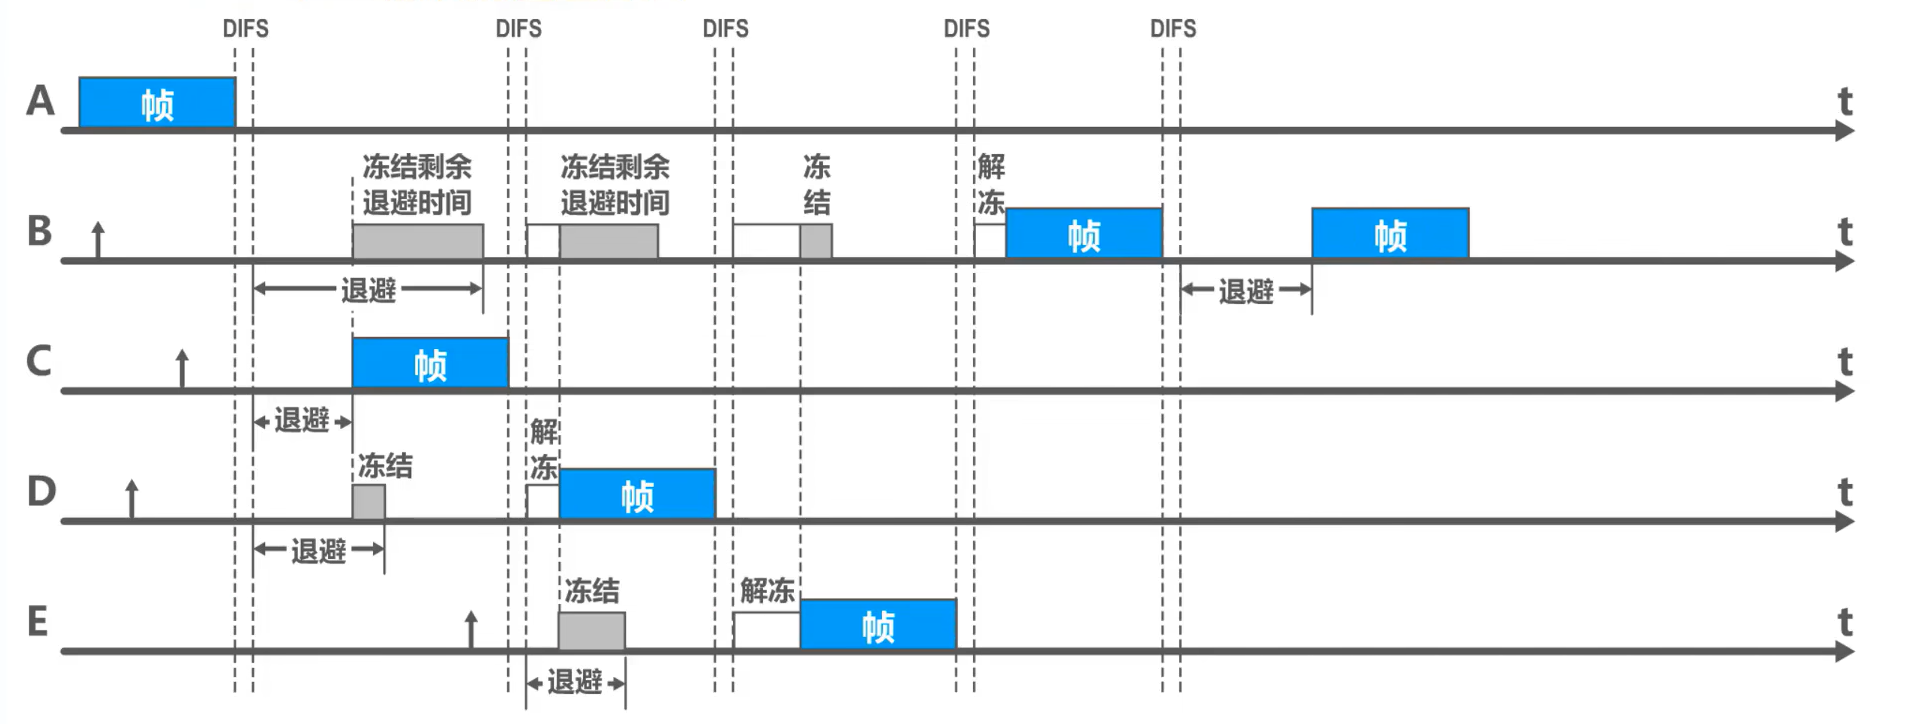 DIFS DIFS DIFS DIFS DIFS
A 帧 t
冻结剩余 冻结剩余 冻 解
退避时间 退避时间 结 冻
B 帧 帧 t
退避 退避
C 帧 t
退避 解
冻结 冻
D 帧 t
退避
冻结 解冻
E 帧 t
退避